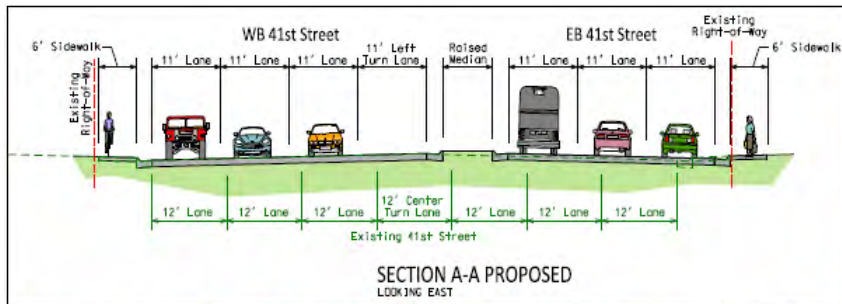 WB 41st Street
EB 41st Street
Existing
Right-of-Way
6' Sidewalk
11' Left
Turn Lane
Raised
Median
6' Sidewalk
11' Lane
11' Lane
11' Lane
11' Lane
11' Lane
11' Lane
Existing
Right-of-Way
12' Lane
12' Lane
12' Lane
12' Center
Turn Lane
12' Lane
12' Lane
12' Lane
Existing 41st Street
SECTION A-A PROPOSED
LOOKING EAST